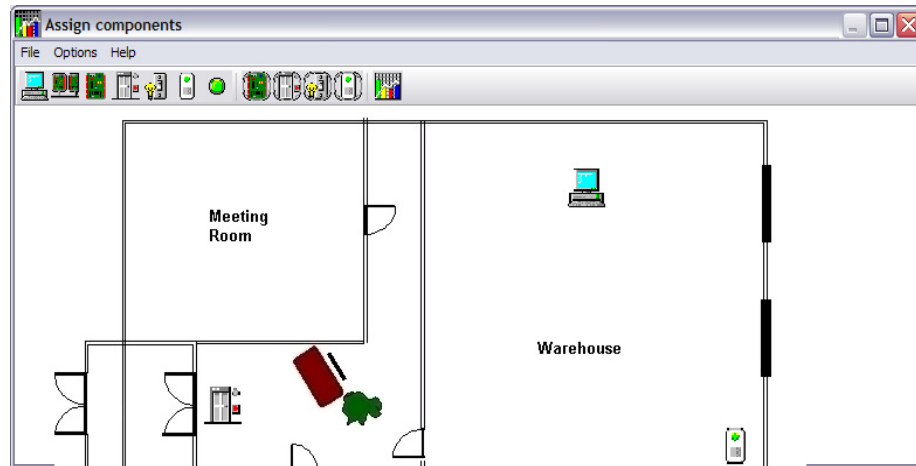 Assign components
File Options Help
Meeting
Room
Warehouse